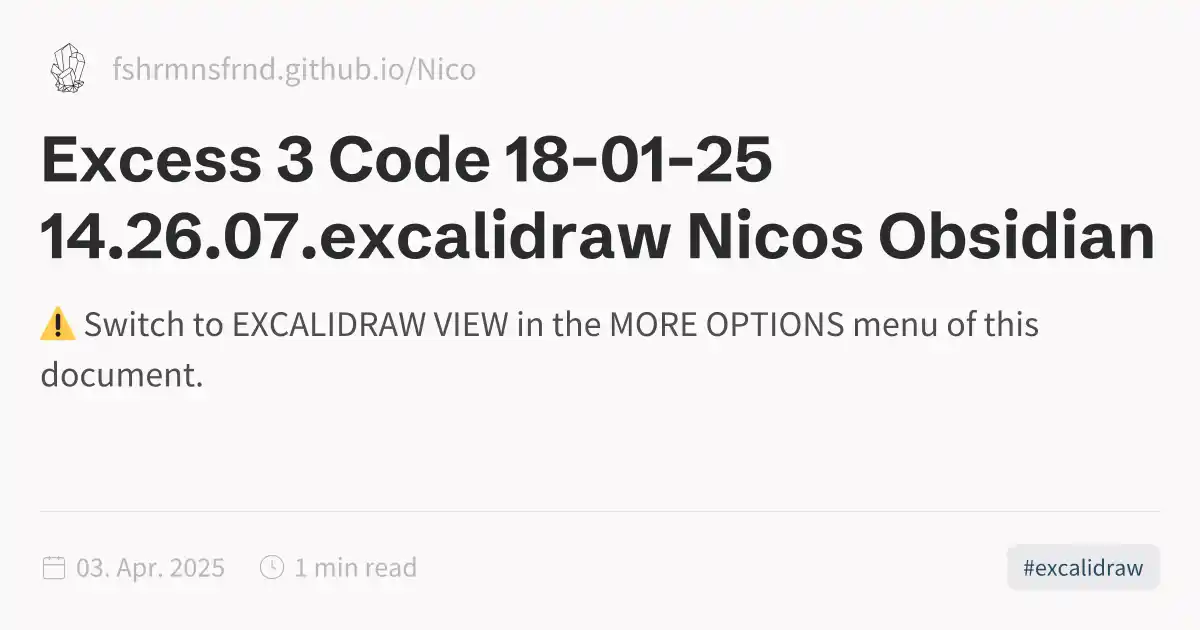 fshrmnsfrnd.github.io/Nico
Excess 3 Code 18-01-25
14.26.07.excalidraw Nicos Obsidian
⚠️ Switch to EXCALIDRAW VIEW in the MORE OPTIONS menu of this
document.
03. Apr. 2025 1 min read #excalidraw